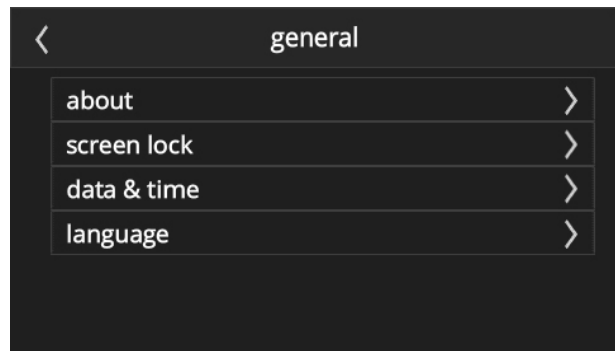 general
about
screen lock
data & time
language